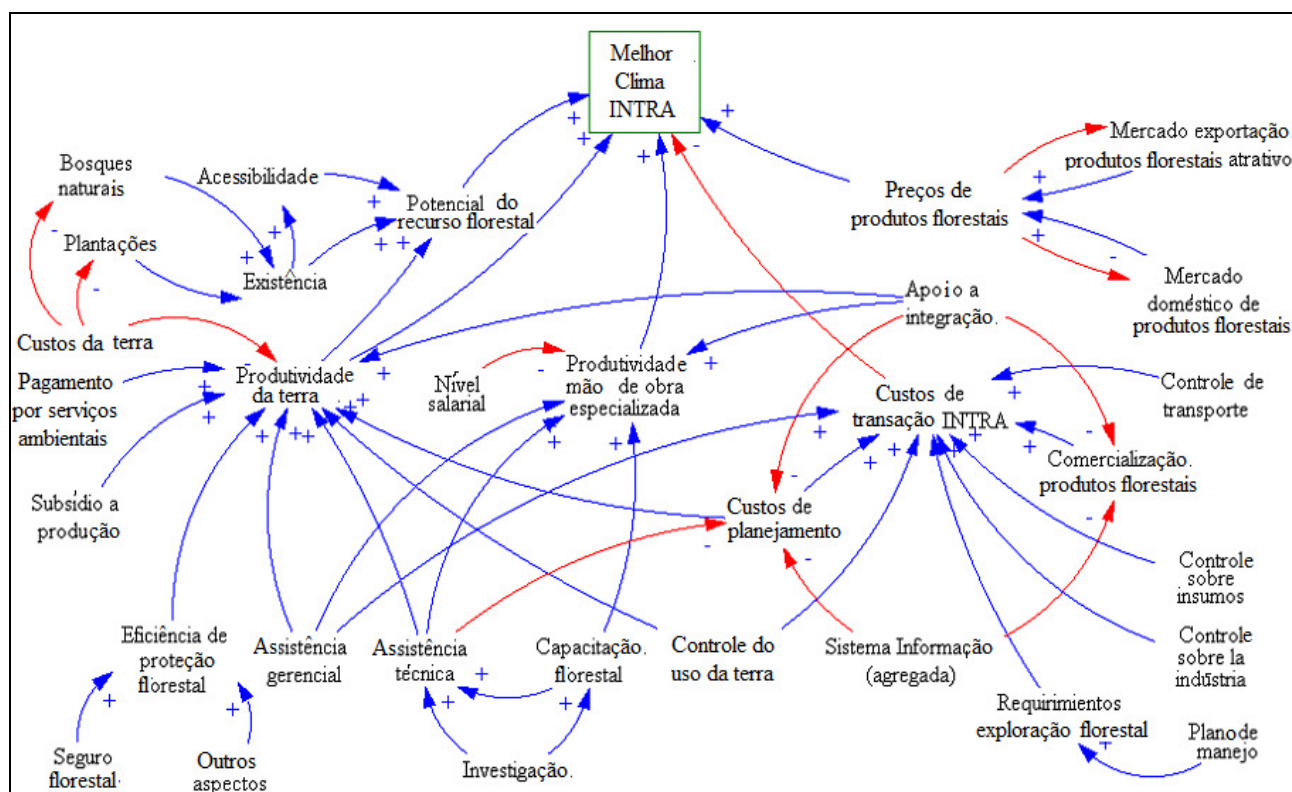 Melhor
Clima
INTRA
Mercado exportação.
produtos florestais atrativo
Bosques
naturais
Acessibilidade
Potencial do
recurso florestal
Preços de
produtos florestais
Plantações
Existência
Mercado
doméstico de
produtos florestais
Apoio a
integração.
Custos da terra
Produtividade
da terra
Nível
salarial
Produtividade
mão de obra
especializada
Pagamento
por serviços
ambientais
Custos de
transação INTRA
Controle de
transporte
Comercialização.
produtos florestais
Subsídio a
produção
Custos de
planejamento
Controle
sobre
insumos
Eficiência de
proteção
florestal
Assistência
gerencial
Assistência
técnica
Capacitação.
florestal
Controle do
uso da terra
Sistema Informação
(agregada)
Controle
sobre la
indústria
Requirimientos
exploração florestal
Plano de
manejo
Seguro
florestal.
Outros
aspectos
Investigação.